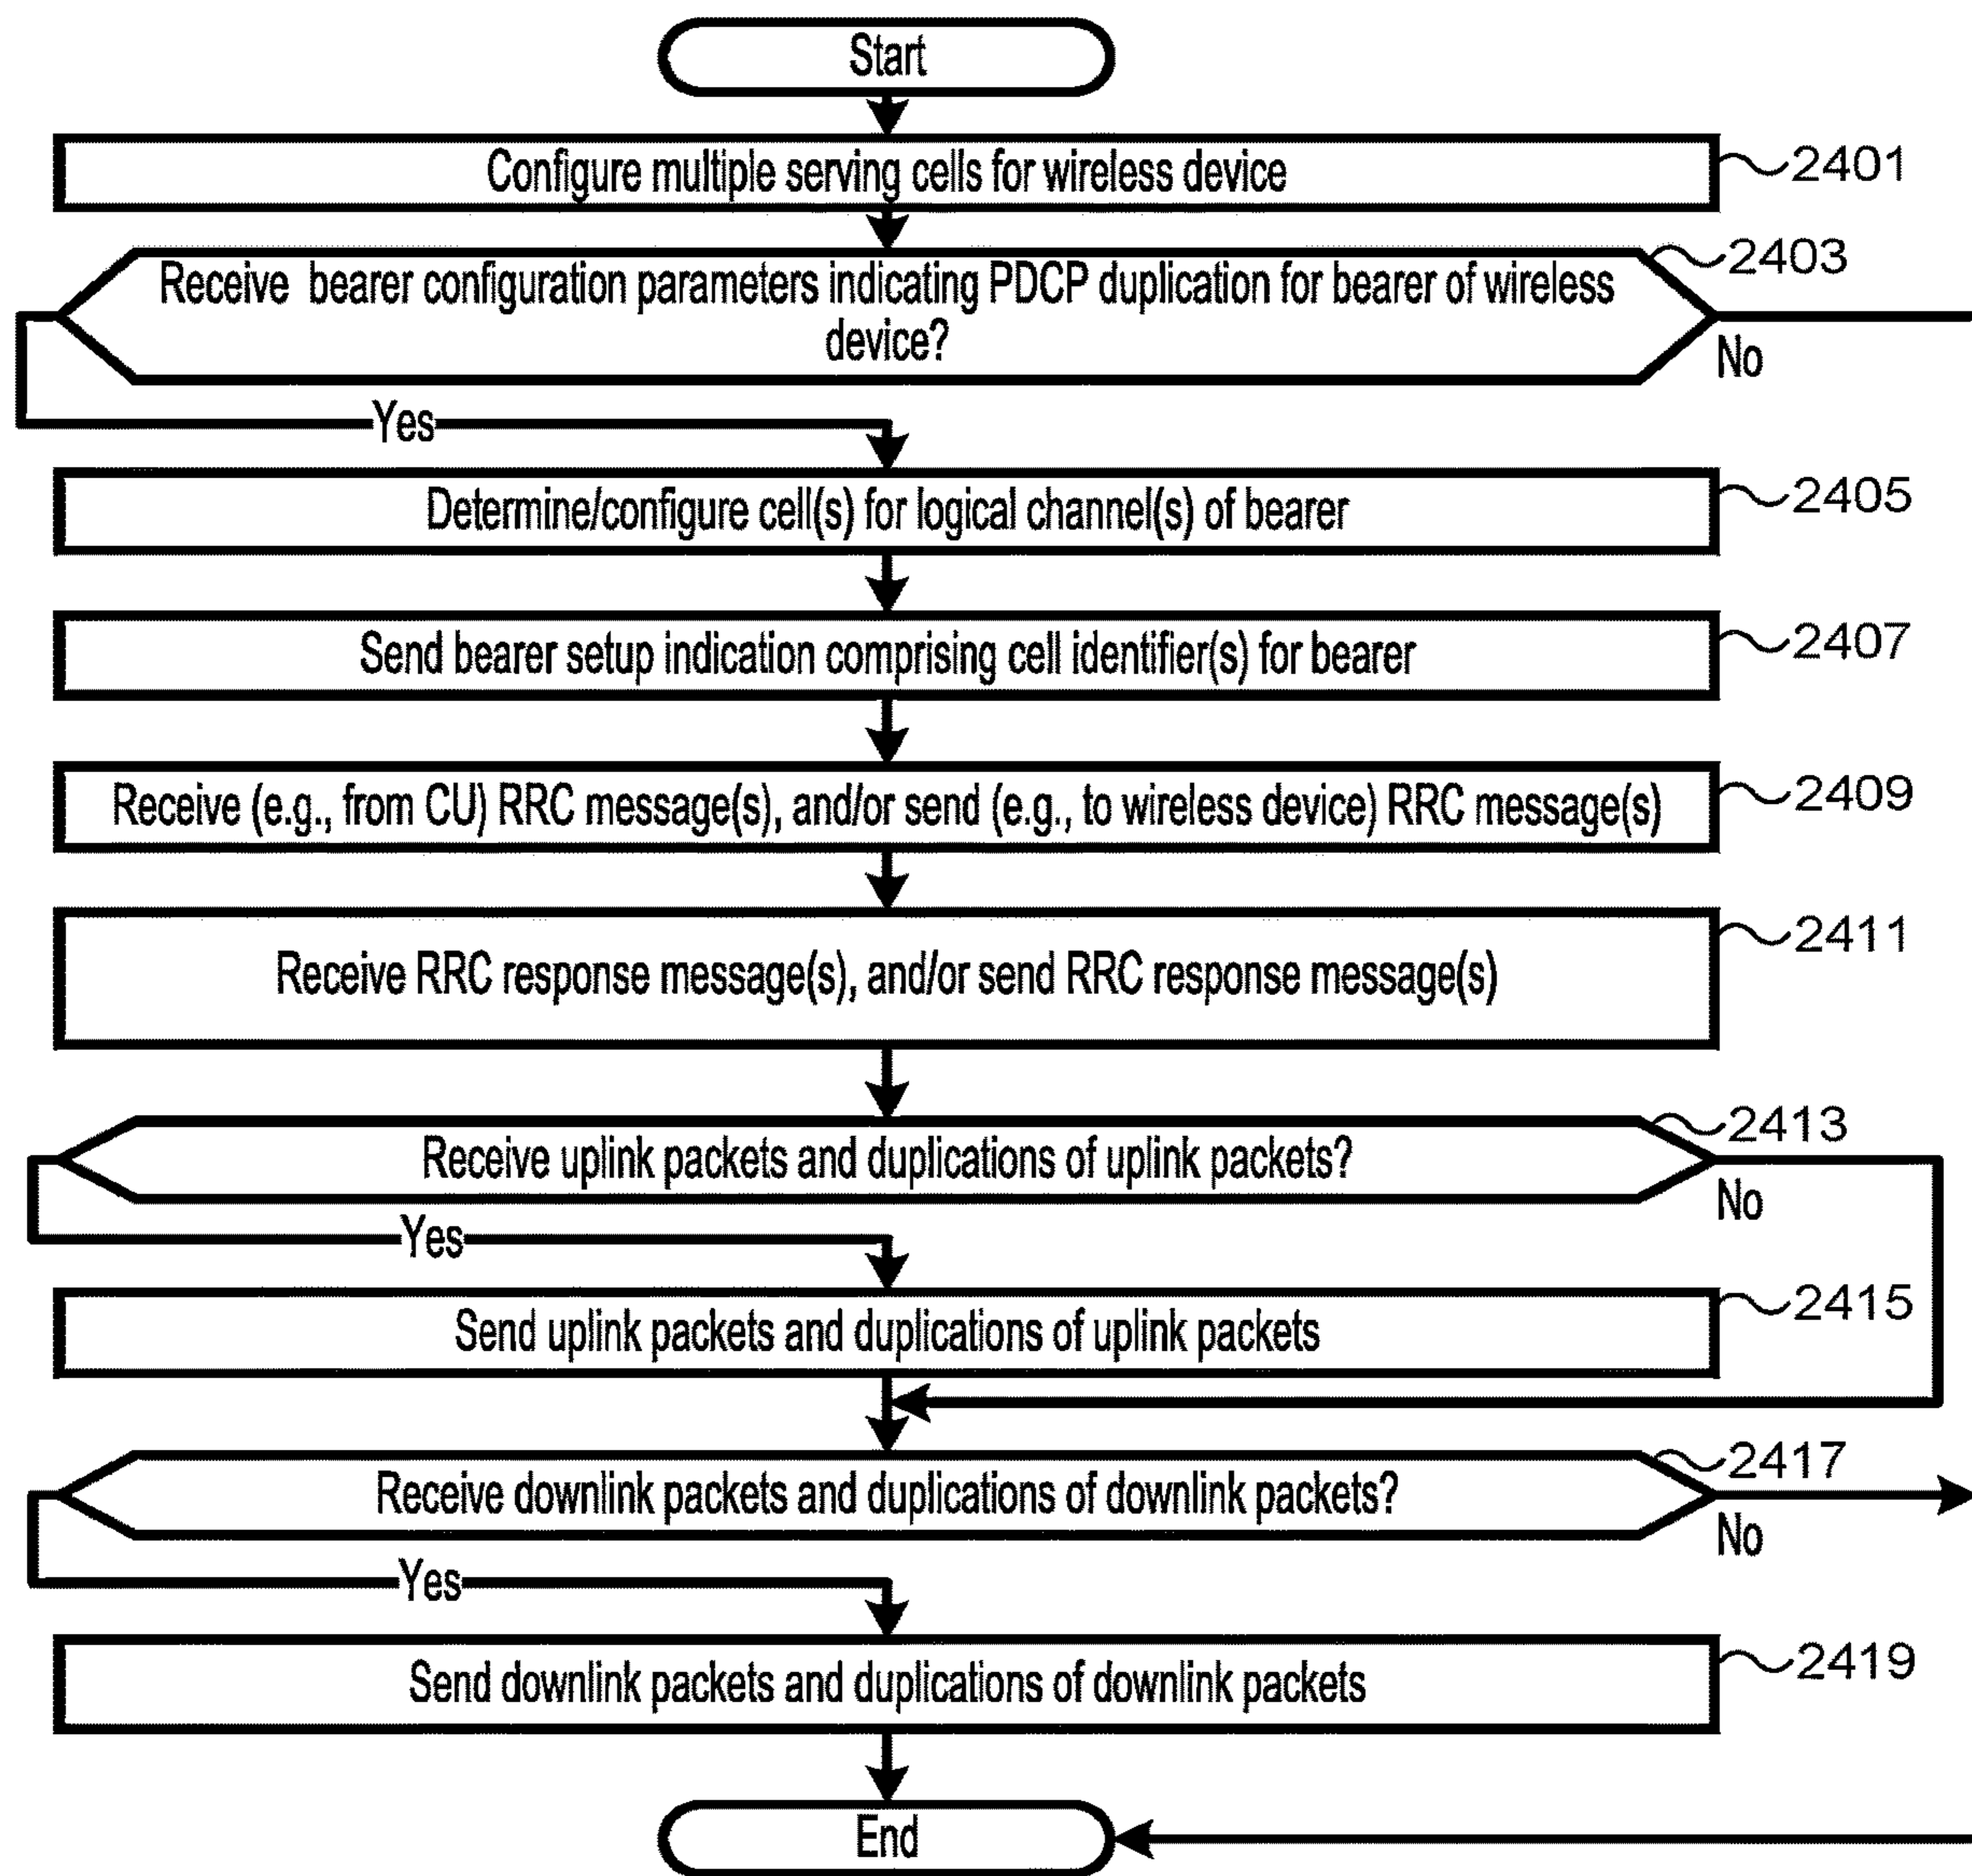 Start
Configure multiple serving cells for wireless device
2401
Receive bearer configuration parameters indicating PDCP duplication for bearer of wireless
device?
2403
No
Yes
Determine/configure cell(s) for logical channel(s) of bearer
2405
Send bearer setup indication comprising cell identifier(s) for bearer
2407
Receive (e.g., from CU) RRC message(s), and/or send (e.g., to wireless device) RRC message(s)
2409
Receive RRC response message(s), and/or send RRC response message(s)
2411
Receive uplink packets and duplications of uplink packets?
2413
No
Yes
Send uplink packets and duplications of uplink packets
2415
Receive downlink packets and duplications of downlink packets?
2417
No
Yes
Send downlink packets and duplications of downlink packets
2419
End